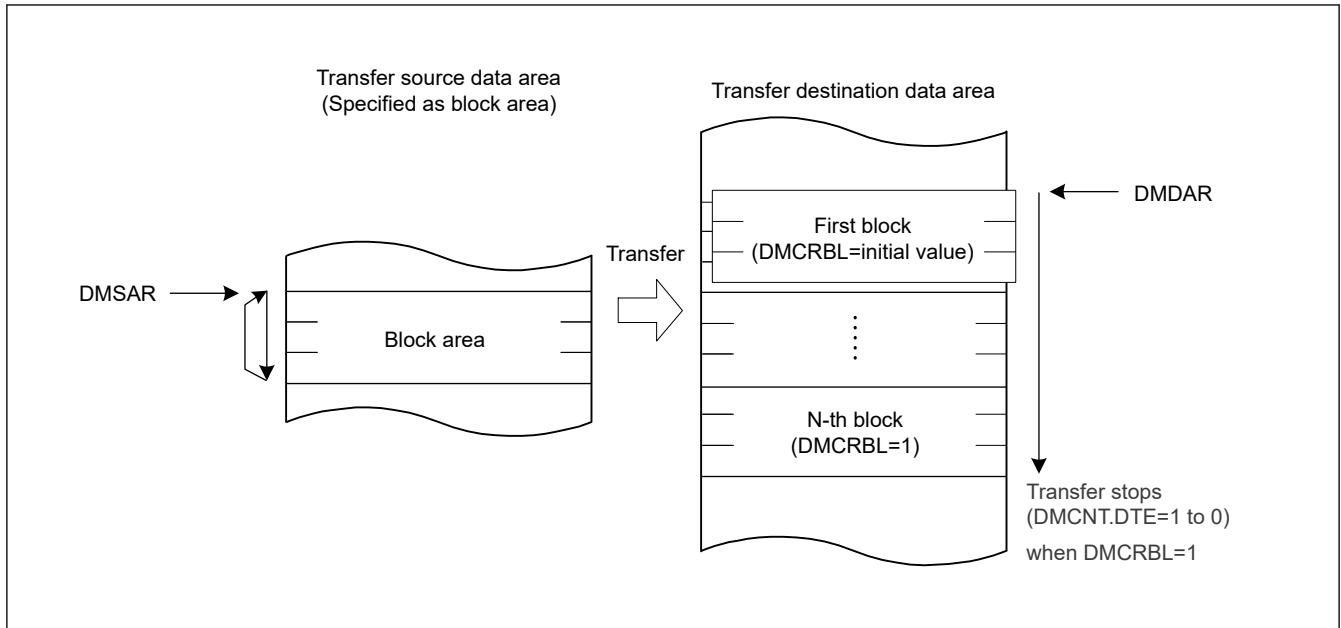 Transfer source data area
(Specified as block area)
Transfer destination data area
DMDAR
First block
(DMCRBL=initial value)
Transfer
DMSAR
Block area
N-th block
(DMCRBL=1)
Transfer stops
(DMCNT.DTE=1 to 0)
when DMCRBL=1